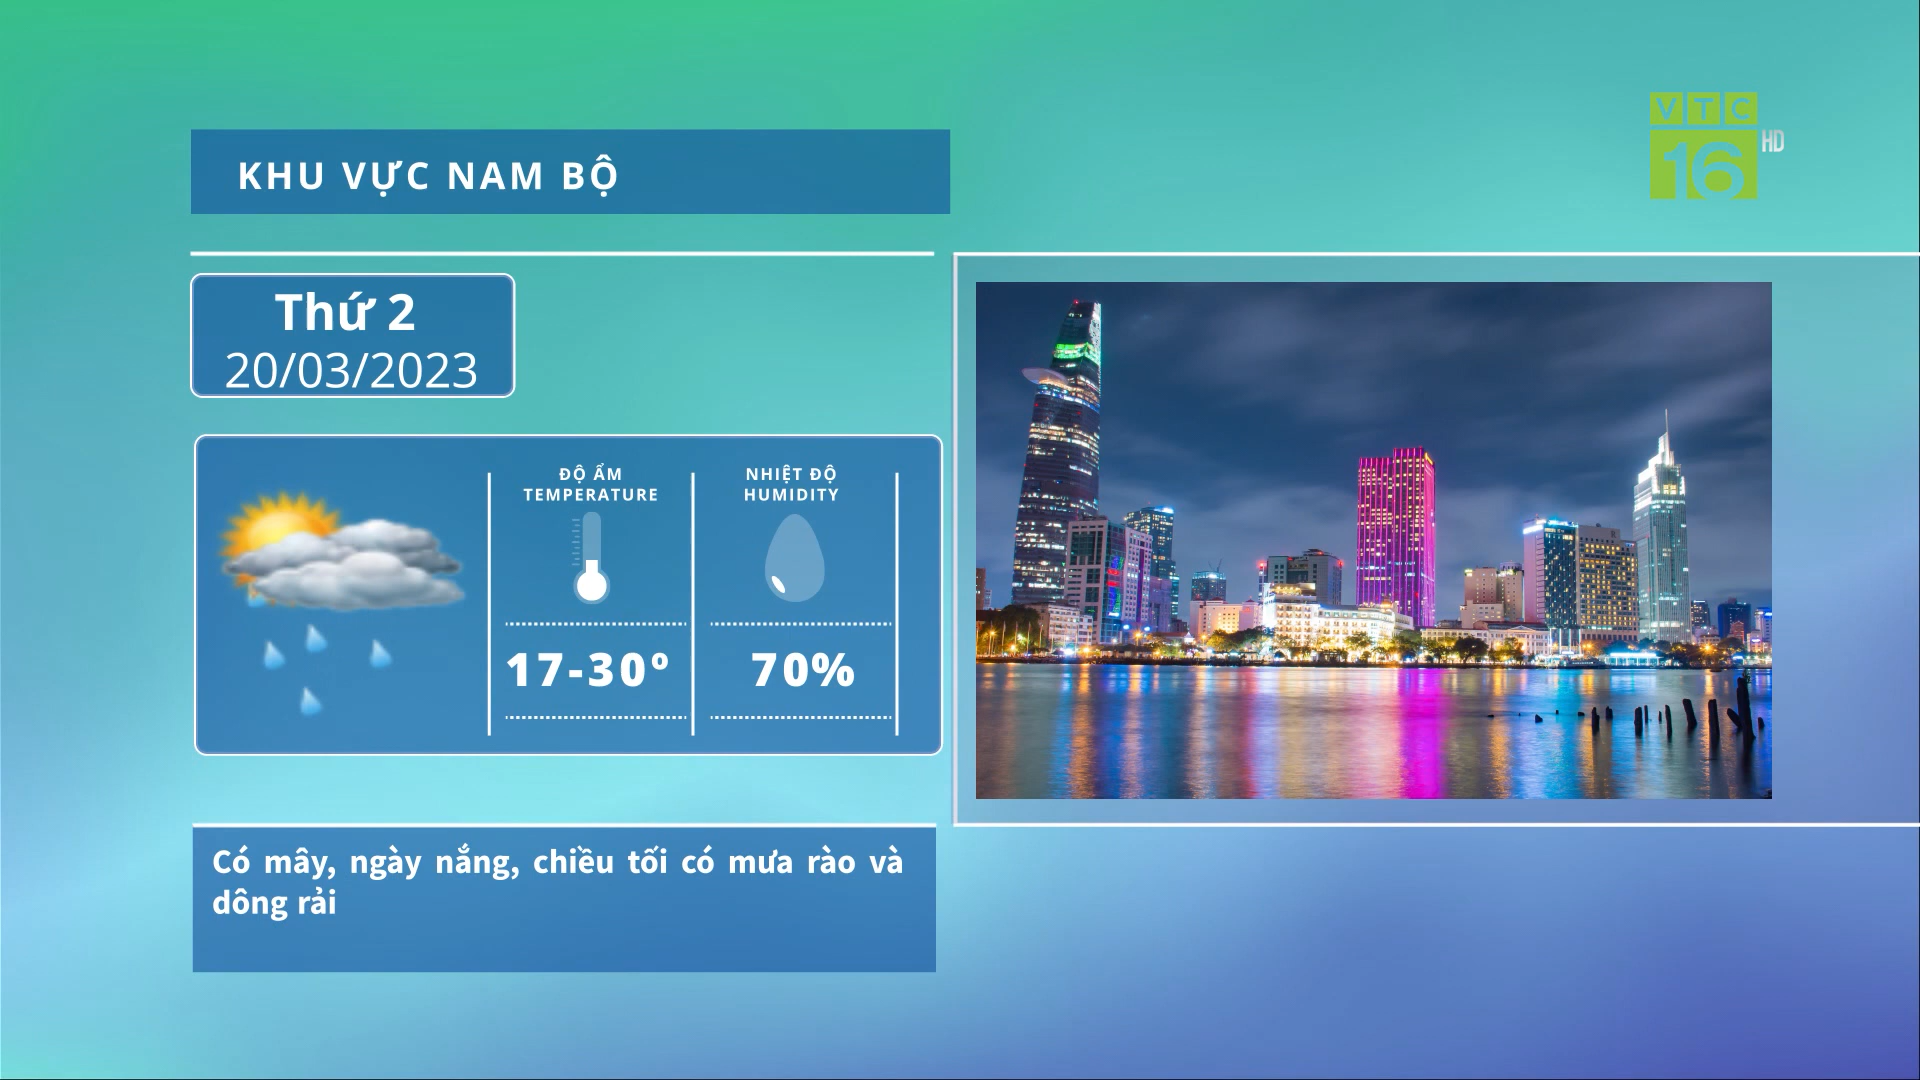 VTC
16 HD
KHU VỰC NAM BỘ
Thứ 2
20/03/2023
ĐỘ ẨM
TEMPERATURE
17-30°
NHIỆT ĐỘ
HUMIDITY
70%
Có mây, ngày nắng, chiều tối có mưa rào và
dông rải